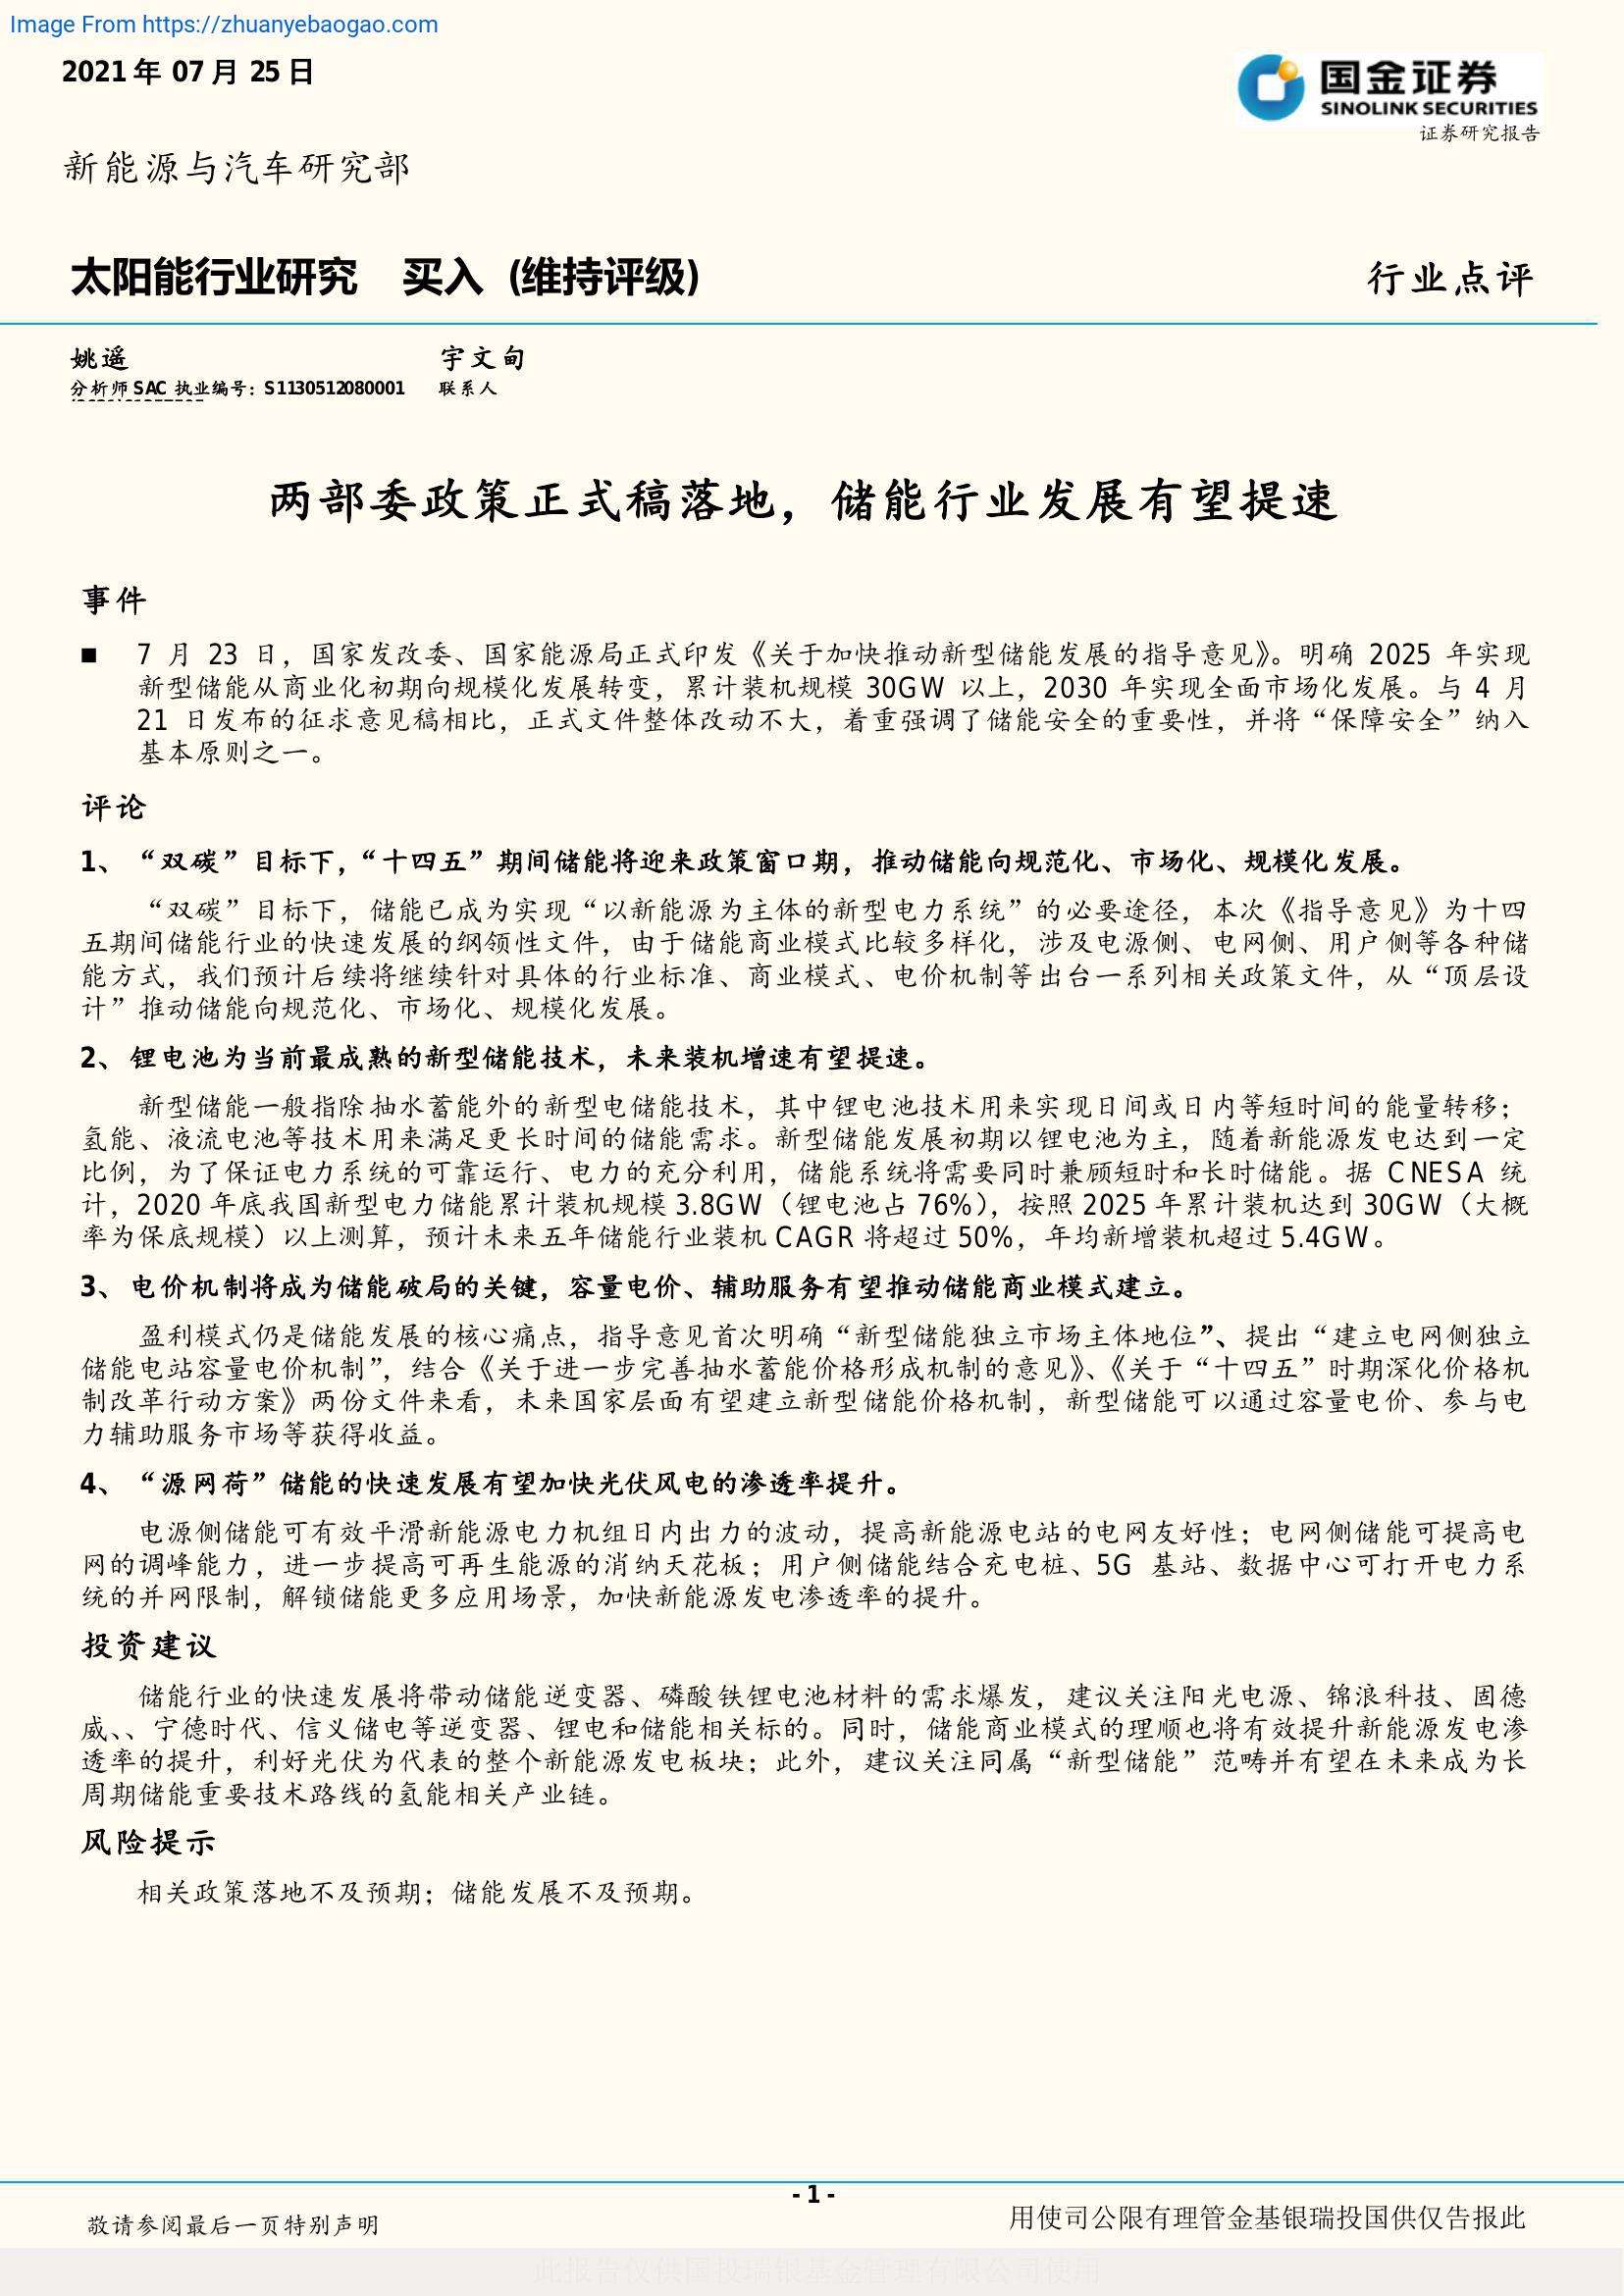 Image From https://zhuanyebaogao.com
2021 年 07 月 25 日
国金证券
SINOLINK SECURITIES
证券研究报告
新能源与汽车研究部
太阳能行业研究 买入 (维持评级)
行业点评
姚遥 宇文甸
分析师 SAC 执业编号：S1130512080001 联系人
两部委政策正式稿落地，储能行业发展有望提速
事件
■ 7 月 23 日，国家发改委、国家能源局正式印发《关于加快推动新型储能发展的指导意见》。明确 2025 年实现
新型储能从商业化初期向规模化发展转变，累计装机规模 30GW 以上，2030 年实现全面市场化发展。与 4 月
21 日发布的征求意见稿相比，正式文件整体改动不大，着重强调了储能安全的重要性，并将“保障安全”纳入
基本原则之一。
评论
1、 “双碳”目标下，“十四五”期间储能将迎来政策窗口期，推动储能向规范化、市场化、规模化发展。
“双碳”目标下，储能已成为实现“以新能源为主体的新型电力系统”的必要途径，本次《指导意见》为十四
五期间储能行业的快速发展的纲领性文件，由于储能商业模式比较多样化，涉及电源侧、电网侧、用户侧等各种储
能方式，我们预计后续将继续针对具体的行业标准、商业模式、电价机制等出台一系列相关政策文件，从“顶层设
计”推动储能向规范化、市场化、规模化发展。
2、 锂电池为当前最成熟的新型储能技术，未来装机增速有望提速。
新型储能一般指除抽水蓄能外的新型电储能技术，其中锂电池技术用来实现日间或日内等短时间的能量转移；
氢能、液流电池等技术用来满足更长时间的储能需求。新型储能发展初期以锂电池为主，随着新能源发电达到一定
比例，为了保证电力系统的可靠运行、电力的充分利用，储能系统将需要同时兼顾短时和长时储能。据 CNESA 统
计，2020 年底我国新型电力储能累计装机规模 3.8GW（锂电池占 76%），按照 2025 年累计装机达到 30GW（大概
率为保底规模）以上测算，预计未来五年储能行业装机 CAGR 将超过 50%，年均新增装机超过 5.4GW。
3、 电价机制将成为储能破局的关键，容量电价、辅助服务有望推动储能商业模式建立。
盈利模式仍是储能发展的核心痛点，指导意见首次明确“新型储能独立市场主体地位”、提出“建立电网侧独立
储能电站容量电价机制”，结合《关于进一步完善抽水蓄能价格形成机制的意见》、《关于“十四五”时期深化价格机
制改革行动方案》两份文件来看，未来国家层面有望建立新型储能价格机制，新型储能可以通过容量电价、参与电
力辅助服务市场等获得收益。
4、 “源网荷”储能的快速发展有望加快光伏风电的渗透率提升。
电源侧储能可有效平滑新能源电力机组日内出力的波动，提高新能源电站的电网友好性；电网侧储能可提高电
网的调峰能力，进一步提高可再生能源的消纳天花板；用户侧储能结合充电桩、5G 基站、数据中心可打开电力系
统的并网限制，解锁储能更多应用场景，加快新能源发电渗透率的提升。
投资建议
储能行业的快速发展将带动储能逆变器、磷酸铁锂电池材料的需求爆发，建议关注阳光电源、锦浪科技、固德
威、、宁德时代、信义储电等逆变器、锂电和储能相关标的。同时，储能商业模式的理顺也将有效提升新能源发电渗
透率的提升，利好光伏为代表的整个新能源发电板块；此外，建议关注同属“新型储能”范畴并有望在未来成为长
周期储能重要技术路线的氢能相关产业链。
风险提示
相关政策落地不及预期；储能发展不及预期。
- 1 -
敬请参阅最后一页特别声明
用使司公限有理管金基银瑞投国供仅告报此
此报告仅供国投瑞银基金管理有限公司使用